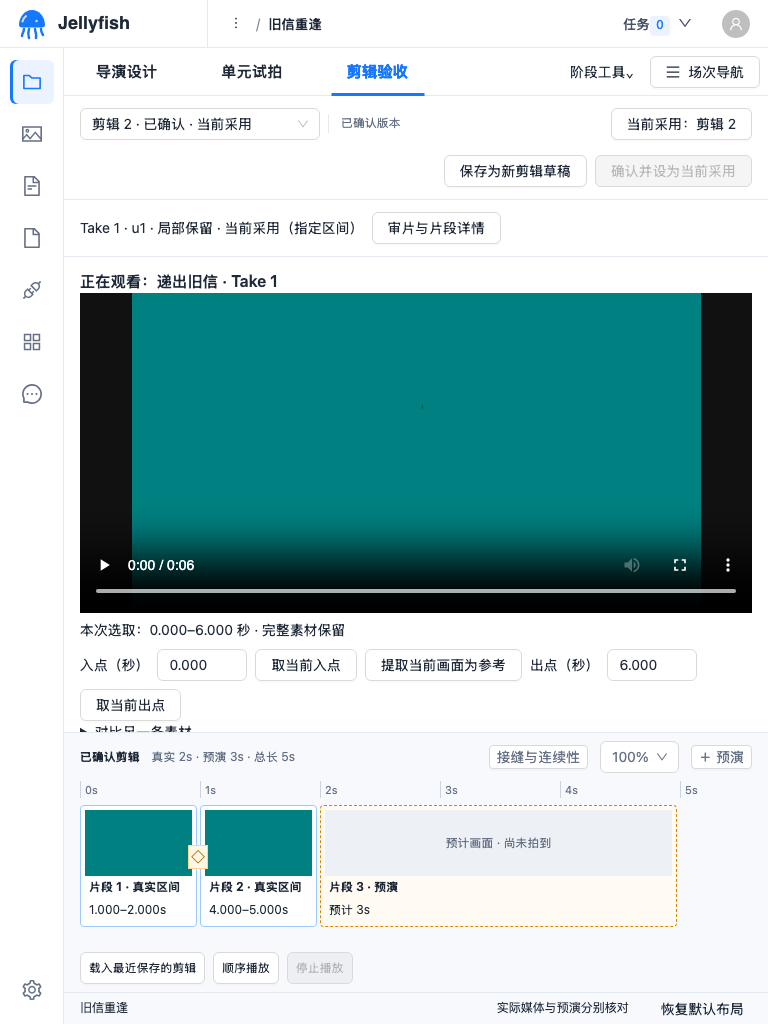 Jellyfish
⋮ / 旧信重逢
任务 0
导演设计
单元试拍
剪辑验收
阶段工具
场次导航
剪辑 2 · 已确认 · 当前采用
已确认版本
当前采用：剪辑 2
保存为新剪辑草稿
确认并设为当前采用
Take 1 · u1 · 局部保留 · 当前采用（指定区间）
审片与片段详情
正在观看：递出旧信 · Take 1
0:00 / 0:06
本次选取：0.000–6.000 秒 · 完整素材保留
入点（秒）
0.000
取当前入点
提取当前画面为参考
出点（秒）
6.000
取当前出点
已确认剪辑
真实 2s · 预演 3s · 总长 5s
接缝与连续性
100%
+ 预演
0s
1s
2s
3s
4s
5s
预计画面 · 尚未拍到
片段 1 · 真实区间
1.000–2.000s
片段 2 · 真实区间
4.000–5.000s
片段 3 · 预演
预计 3s
载入最近保存的剪辑
顺序播放
停止播放
旧信重逢
实际媒体与预演分别核对
恢复默认布局